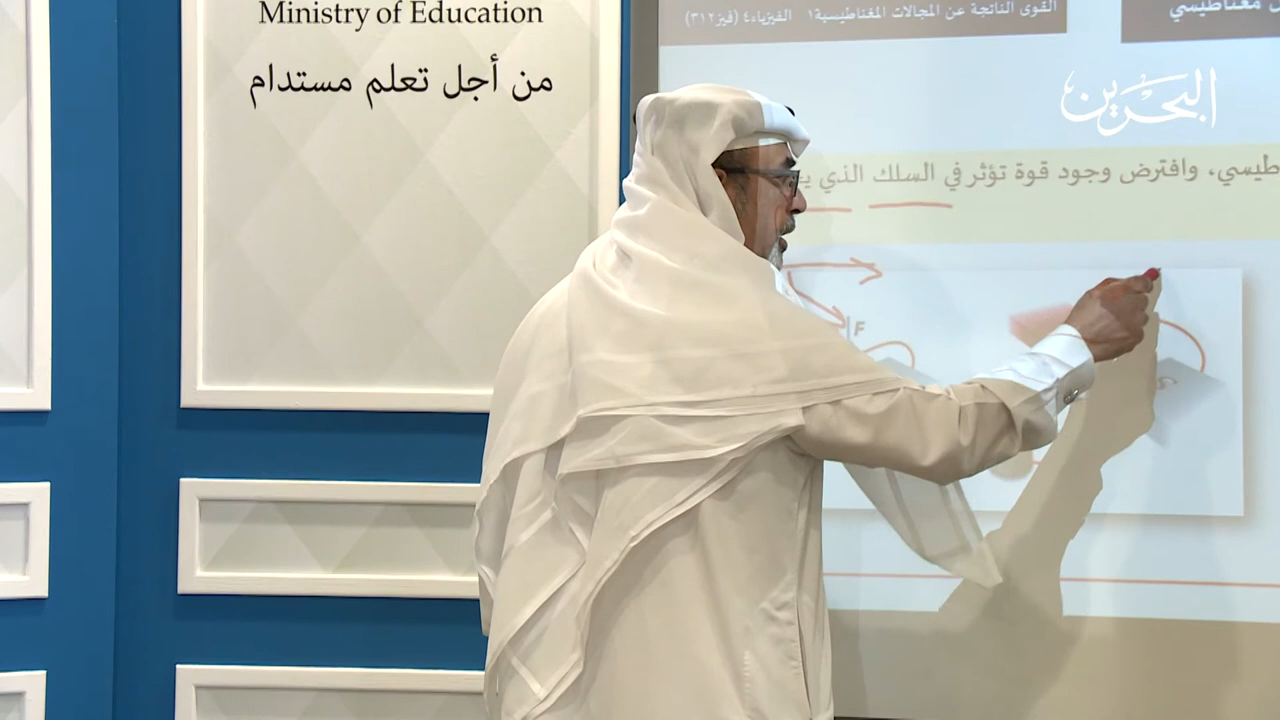 Ministry of Education
من أجل تعلم مستدام
القوى الناتجة عن المجالات المغناطيسية١ الفيزياء٤ (فيز٣١٢)
مغناطيسي
البحرين
وافترض وجود قوة تؤثر في السلك الذي
F
S